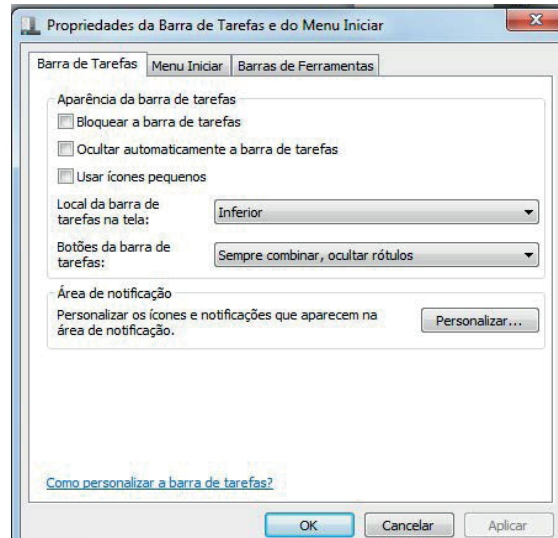 Propriedades da Barra de Tarefas e do Menu Iniciar
Barra de Tarefas Menu Iniciar Barras de Ferramentas
Aparência da barra de tarefas
Bloquear a barra de tarefas
Ocultar automaticamente a barra de tarefas
Usar ícones pequenos
Local da barra de
tarefas na tela:
Inferior
Botões da barra de
tarefas:
Sempre combinar, ocultar rótulos
Área de notificação
Personalizar os ícones e notificações que aparecem na
área de notificação.
Personalizar...
Como personalizar a barra de tarefas?
OK Cancelar Aplicar